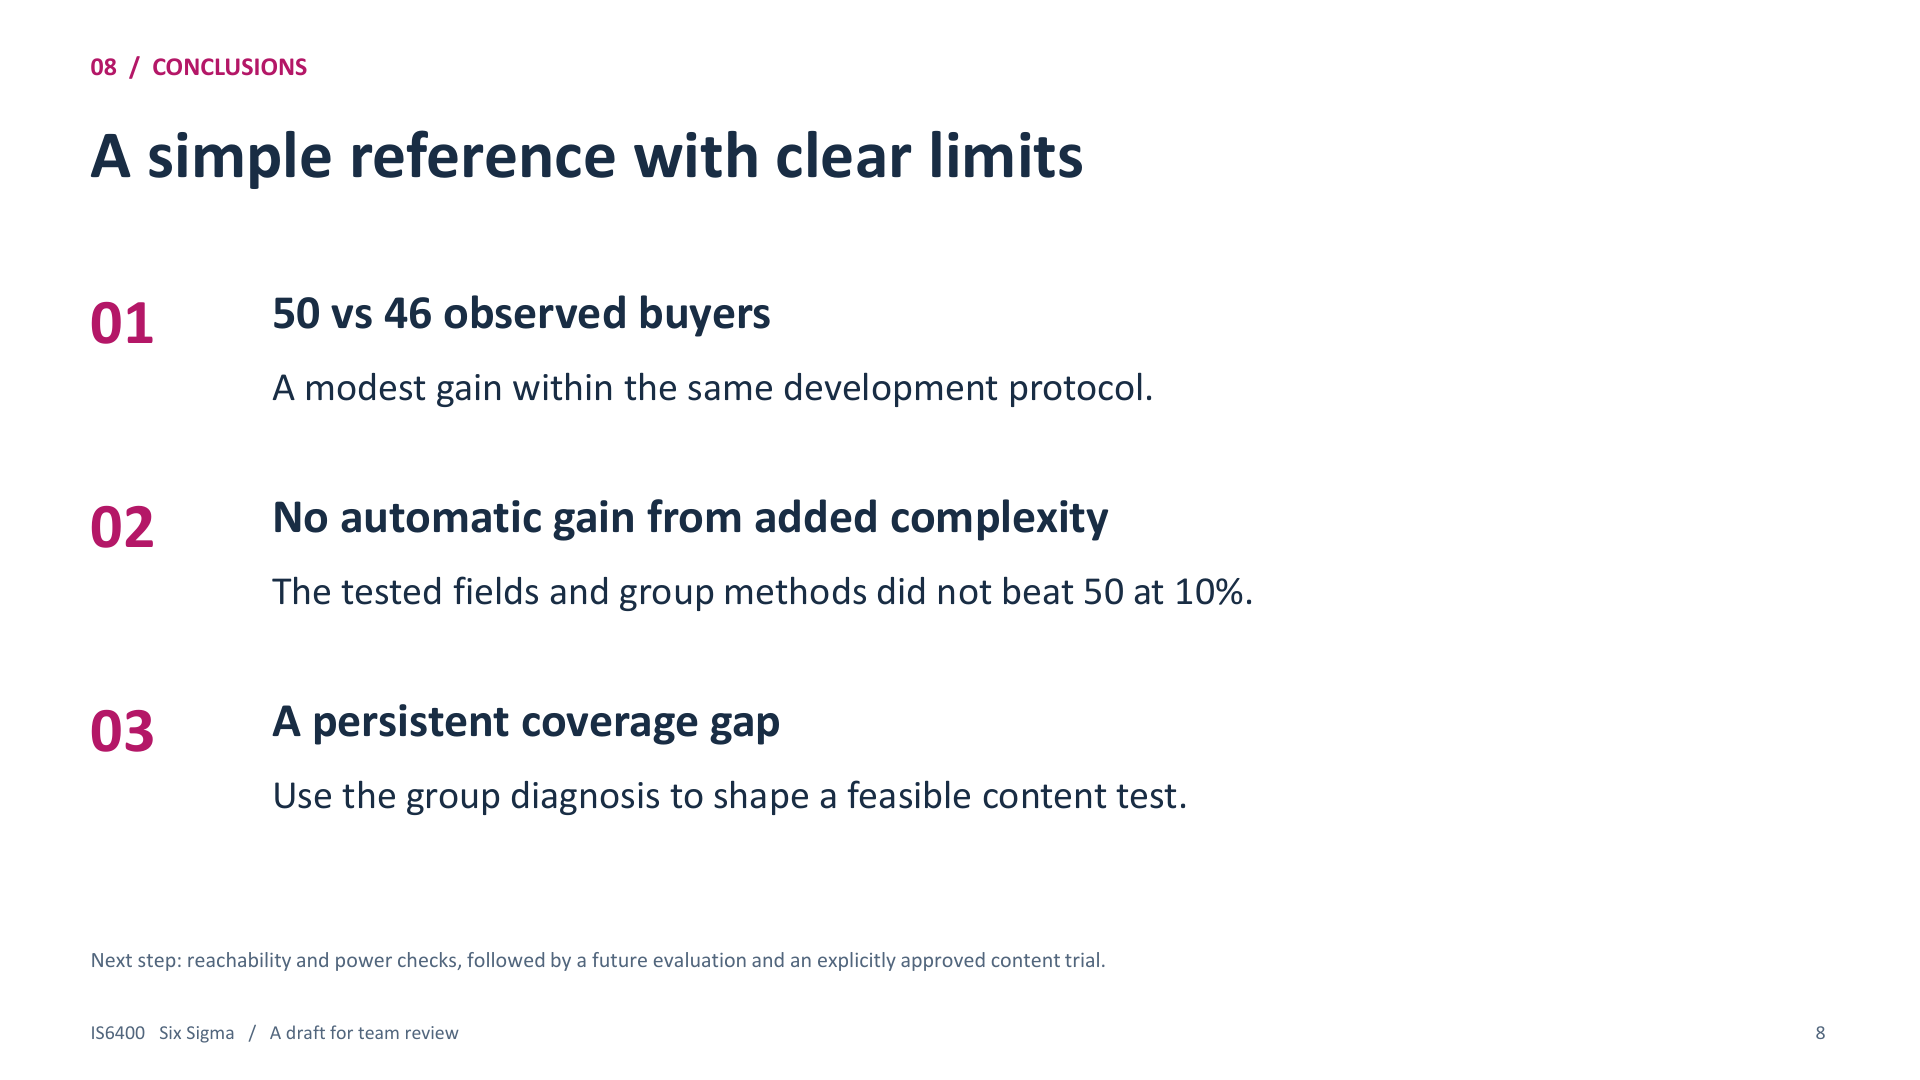 08 / CONCLUSIONS
A simple reference with clear limits
01
50 vs 46 observed buyers
A modest gain within the same development protocol.
02
No automatic gain from added complexity
The tested fields and group methods did not beat 50 at 10%.
03
A persistent coverage gap
Use the group diagnosis to shape a feasible content test.
Next step: reachability and power checks, followed by a future evaluation and an explicitly approved content trial.
IS6400 Six Sigma / A draft for team review
8